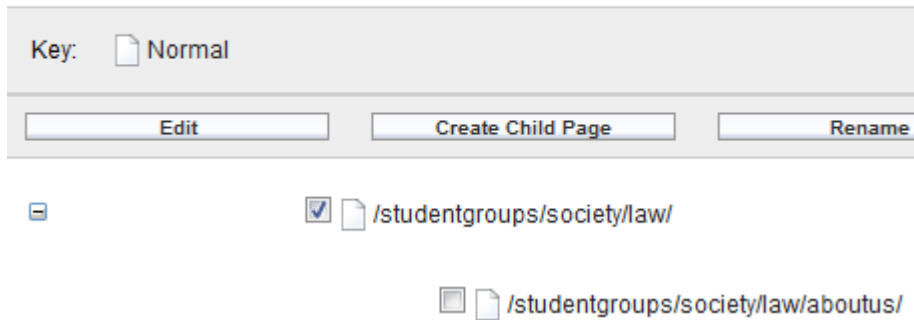 Key: Normal
Edit Create Child Page Rename
/studentgroups/society/law/
/studentgroups/society/law/aboutus/